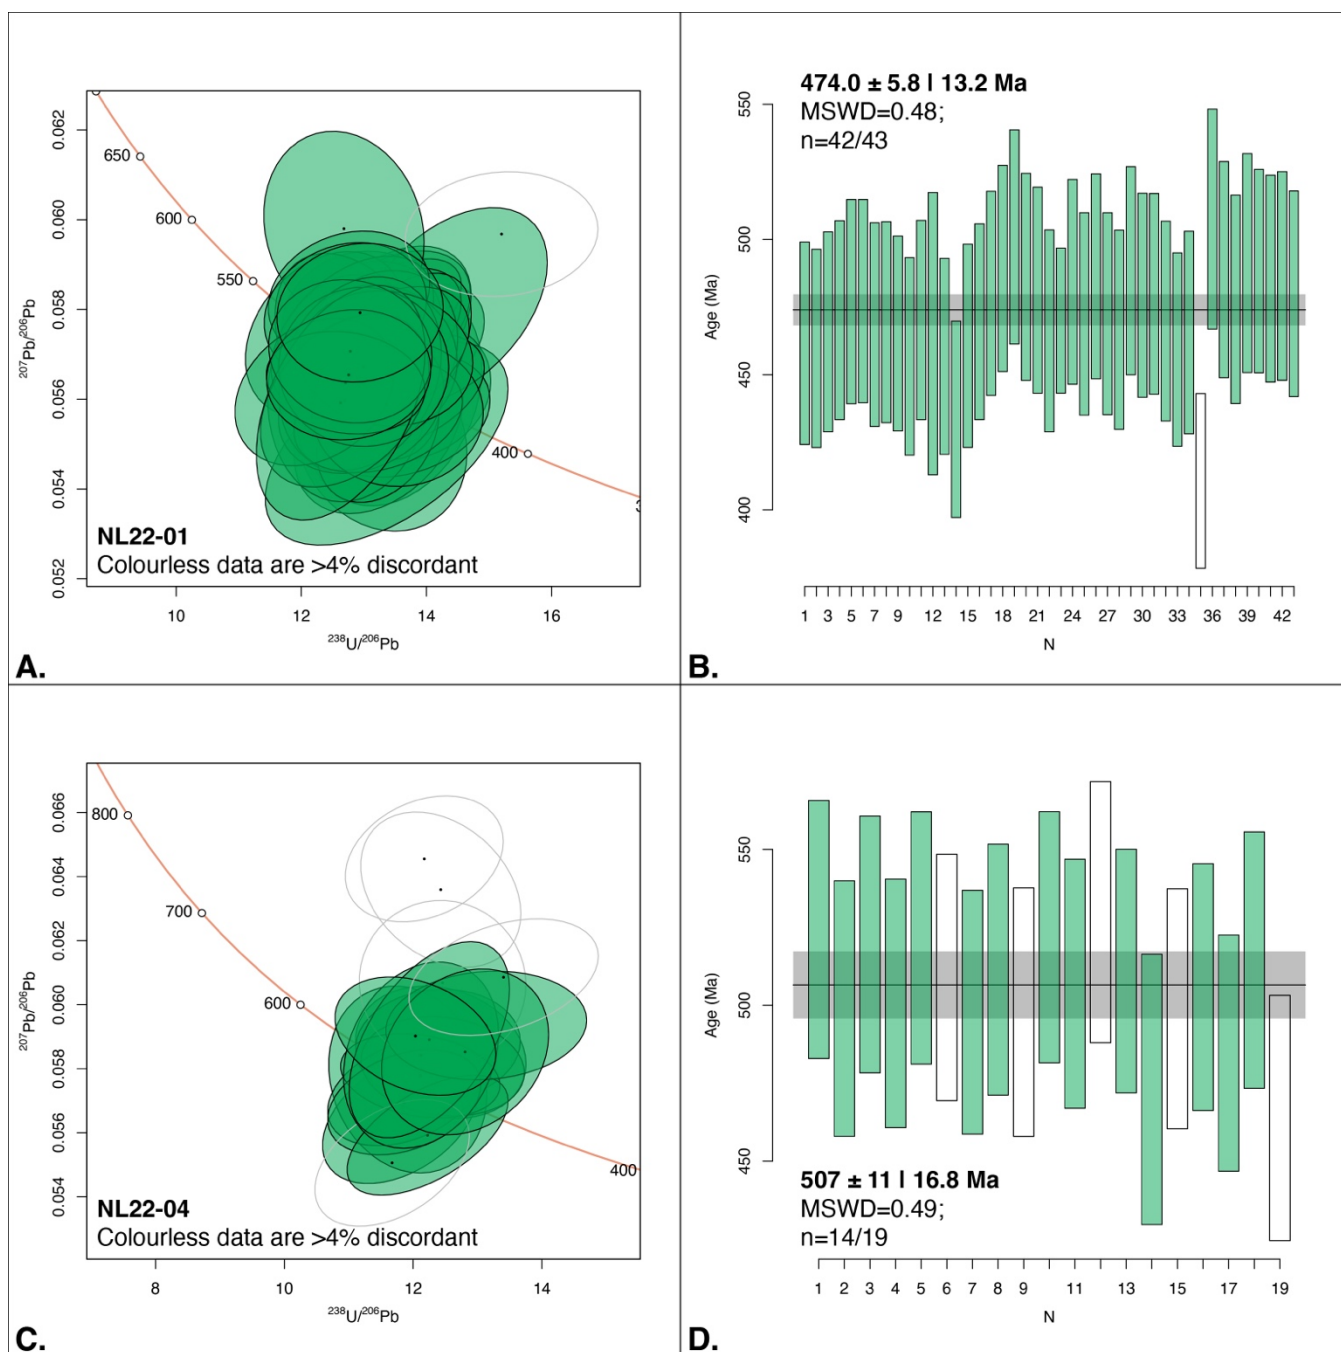 0.062
0.060
0.058
0.056
0.054
0.052
²⁰⁷Pb/²⁰⁶Pb
650
600
550
400
NL22-01
Colourless data are >4% discordant
10 12 14 16
²³⁸U/²⁰⁶Pb
A.
474.0 ± 5.8 | 13.2 Ma
MSWD=0.48;
n=42/43
550
500
450
400
Age (Ma)
1 3 5 7 9 12 15 18 21 24 27 30 33 36 39 42
N
B.
0.066
0.064
0.062
0.060
0.058
0.056
0.054
²⁰⁷Pb/²⁰⁶Pb
800
700
600
400
NL22-04
Colourless data are >4% discordant
8 10 12 14
²³⁸U/²⁰⁶Pb
C.
550
500
450
Age (Ma)
507 ± 11 | 16.8 Ma
MSWD=0.49;
n=14/19
1 2 3 4 5 6 7 8 9 11 13 15 17 19
N
D.